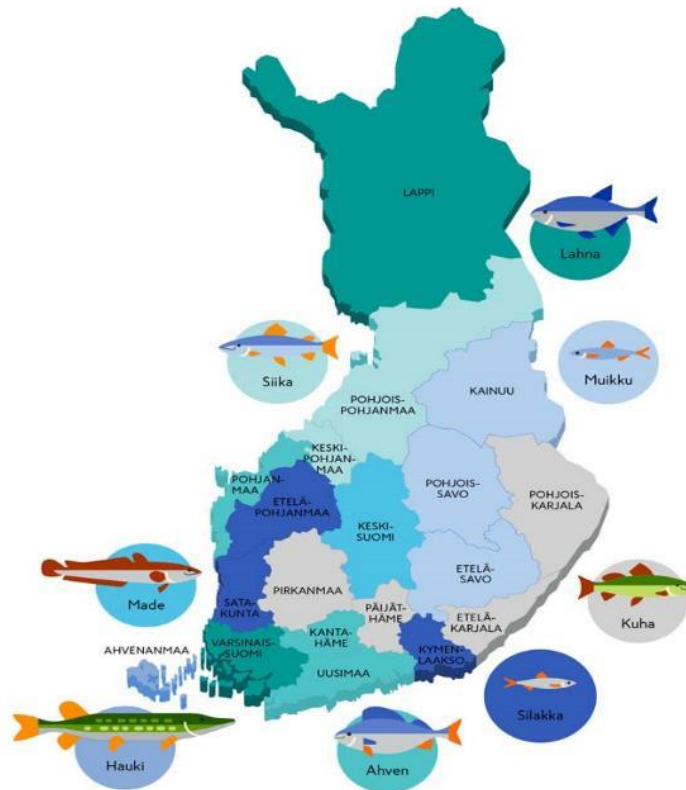 LAPPI
Lahna
Siika
Muikku
KAINUU
POHJOIS-
POHJANMAA
KESKI-
POHJAN-
MAA
POHJAN-
MAA
ETELÄ-
POHJANMAA
POHJOIS-
SAVO
POHJOIS-
KARJALA
KESKI-
SUOMI
ETELÄ-
SAVO
Made
PIRKANMAA
SATA-
KUNTA
PÄIJÄT-
HÄME
ETELÄ-
KARJALA
Kuha
AHVENANMAA
VARSINAIS-
SUOMI
KANTA-
HÄME
KYMEN-
LAAKSO
UUSIMAA
Silakka
Hauki
Ahven